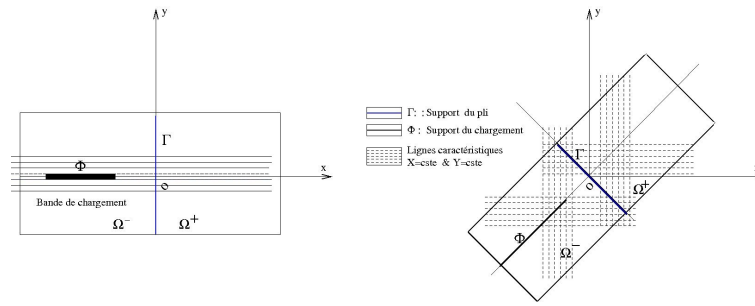 y
Γ
Φ
x
o
Bande de chargement
Ω⁻ Ω⁺
Γ: : Support du pli
Φ : Support du chargement
Lignes caractéristiques
X=cste & Y=cste
y
Γ
o
Ω⁺
Φ
Ω⁻